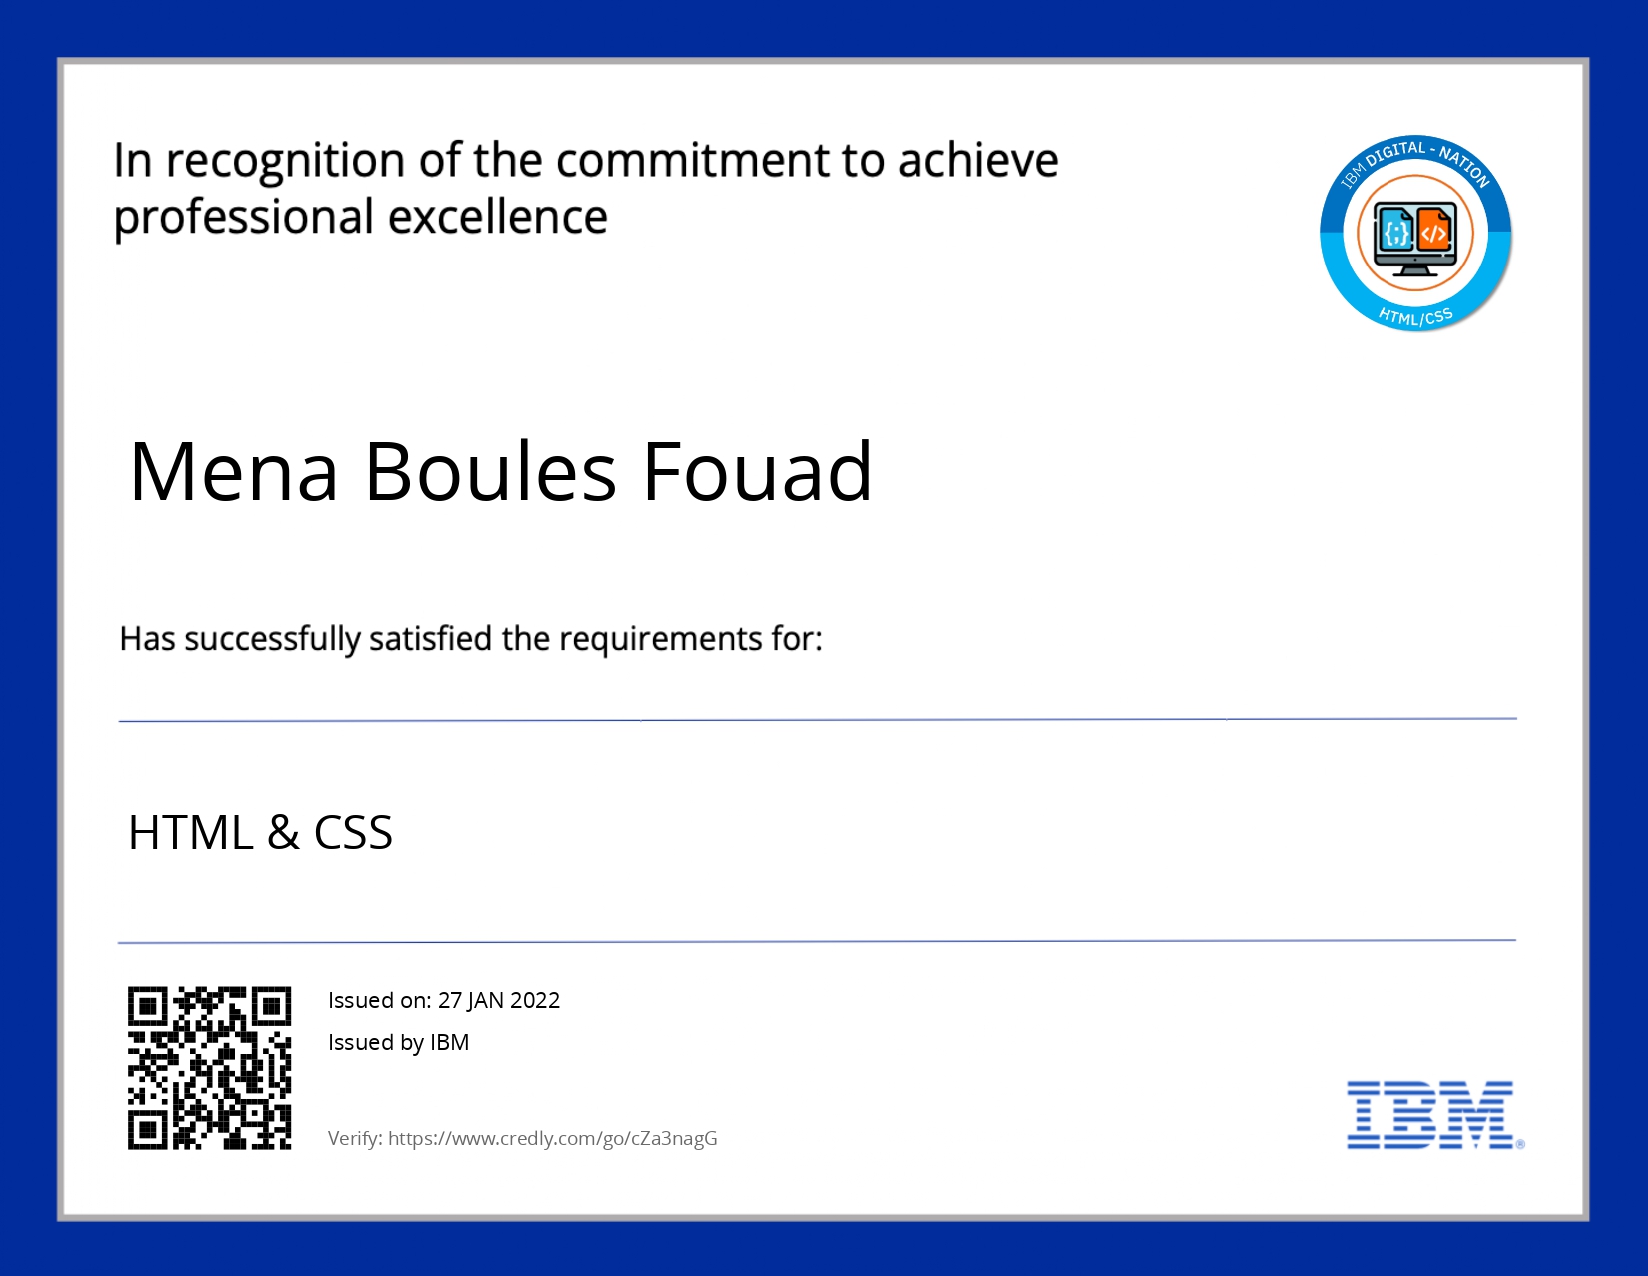 In recognition of the commitment to achieve
professional excellence
IBM DIGITAL - NATION
{;} </>
HTML/CSS
Mena Boules Fouad
Has successfully satisfied the requirements for:
HTML & CSS
Issued on: 27 JAN 2022
Issued by IBM
Verify: https://www.credly.com/go/cZa3nagG
IBM®